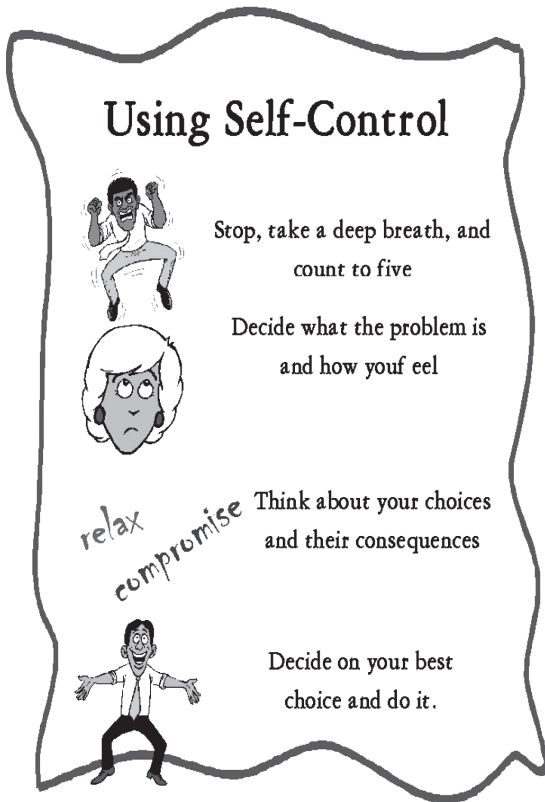 Using Self-Control
Stop, take a deep breath, and
count to five
Decide what the problem is
and how youf eel
relax
compromise
Think about your choices
and their consequences
Decide on your best
choice and do it.